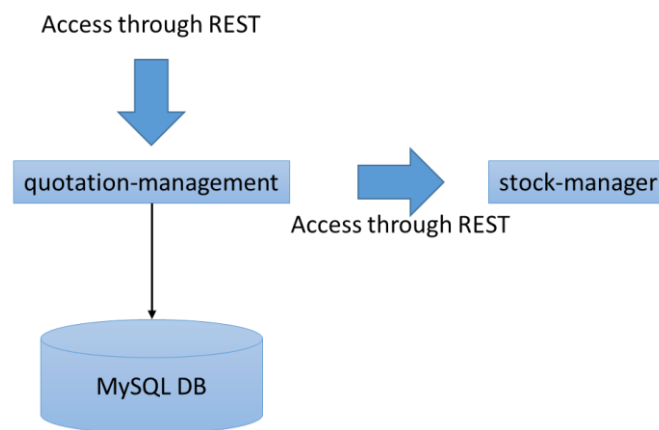 Access through REST
quotation-management
stock-manager
Access through REST
MySQL DB